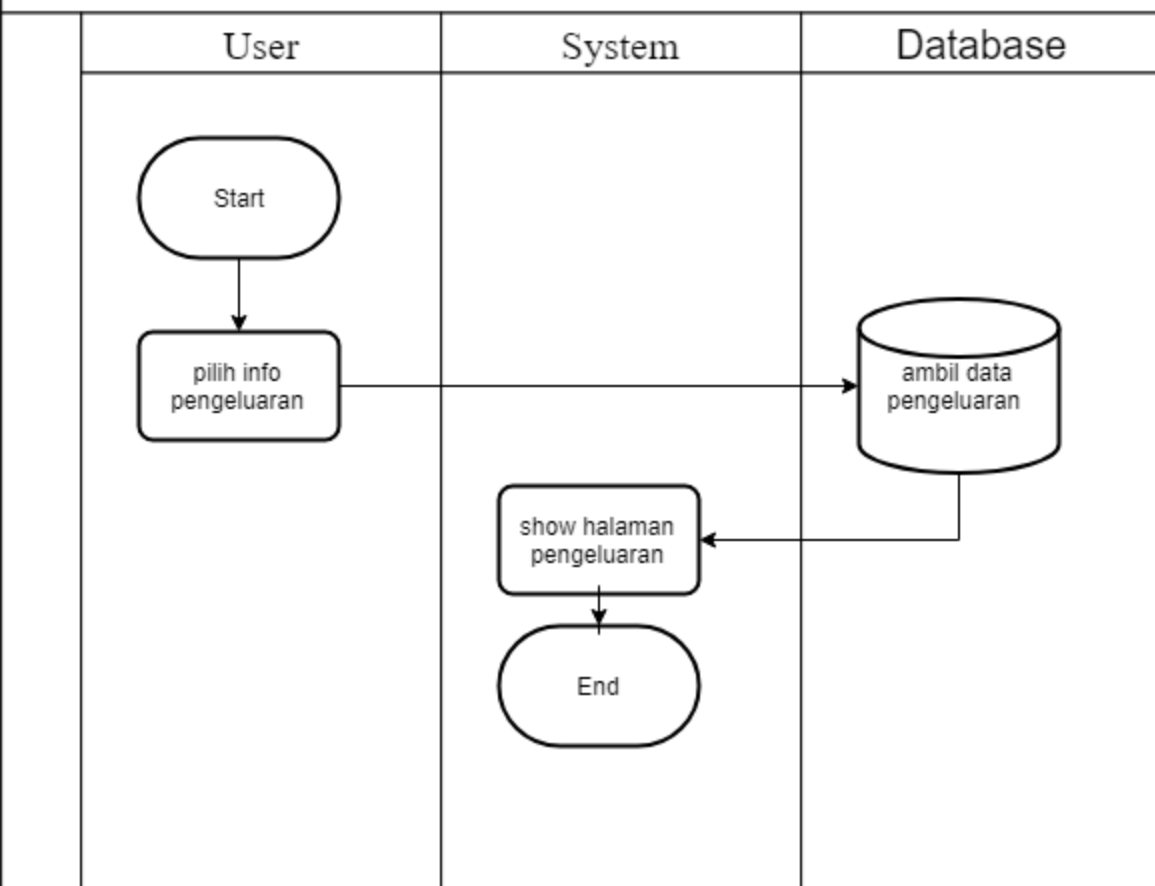 User
System
Database
Start
pilih info
pengeluaran
ambil data
pengeluaran
show halaman
pengeluaran
End